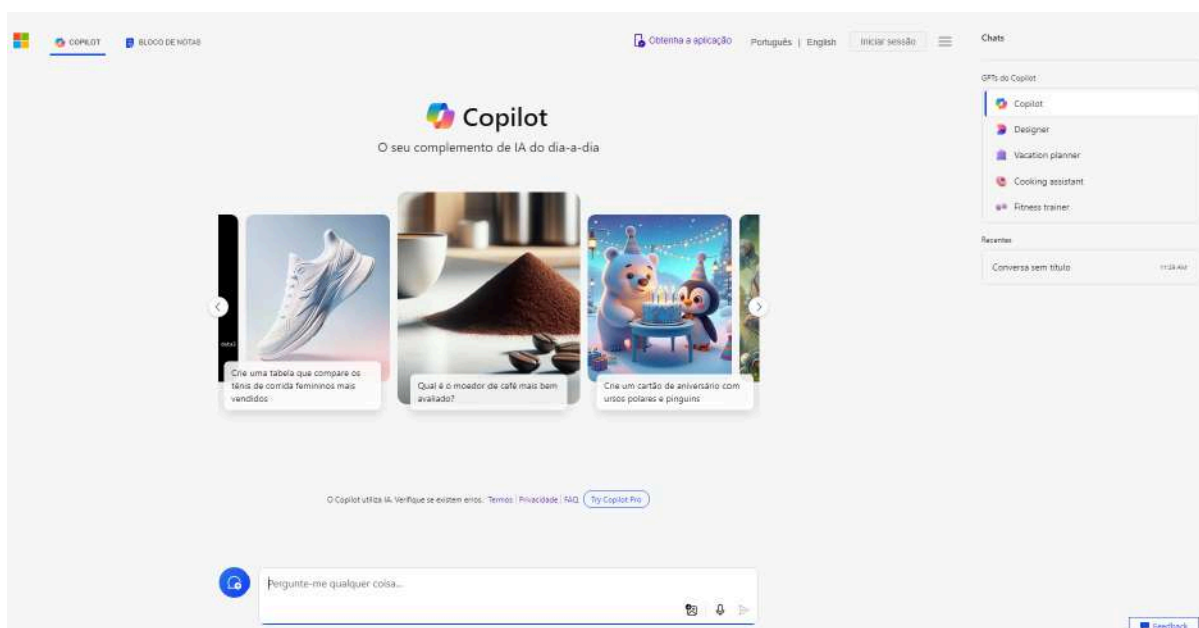 COPILOT
BLOCO DE NOTAS
Obtenha a aplicação
Português | English
Iniciar sessão
Chats
GPTs do Copilot
Copilot
Designer
Vacation planner
Cooking assistant
Fitness trainer
Recentes
Conversa sem título
Copilot
O seu complemento de IA do dia-a-dia
Crie uma tabela que compare os
tênis de corrida femininos mais
vendidos
Qual é o moedor de café mais bem
avaliado?
Crie um cartão de aniversário com
ursos polares e pinguins
O Copilot utiliza IA. Verifique se existem erros. Termos | Privacidade | FAQ Try Copilot Pro
Pergunte-me qualquer coisa...
Feedback